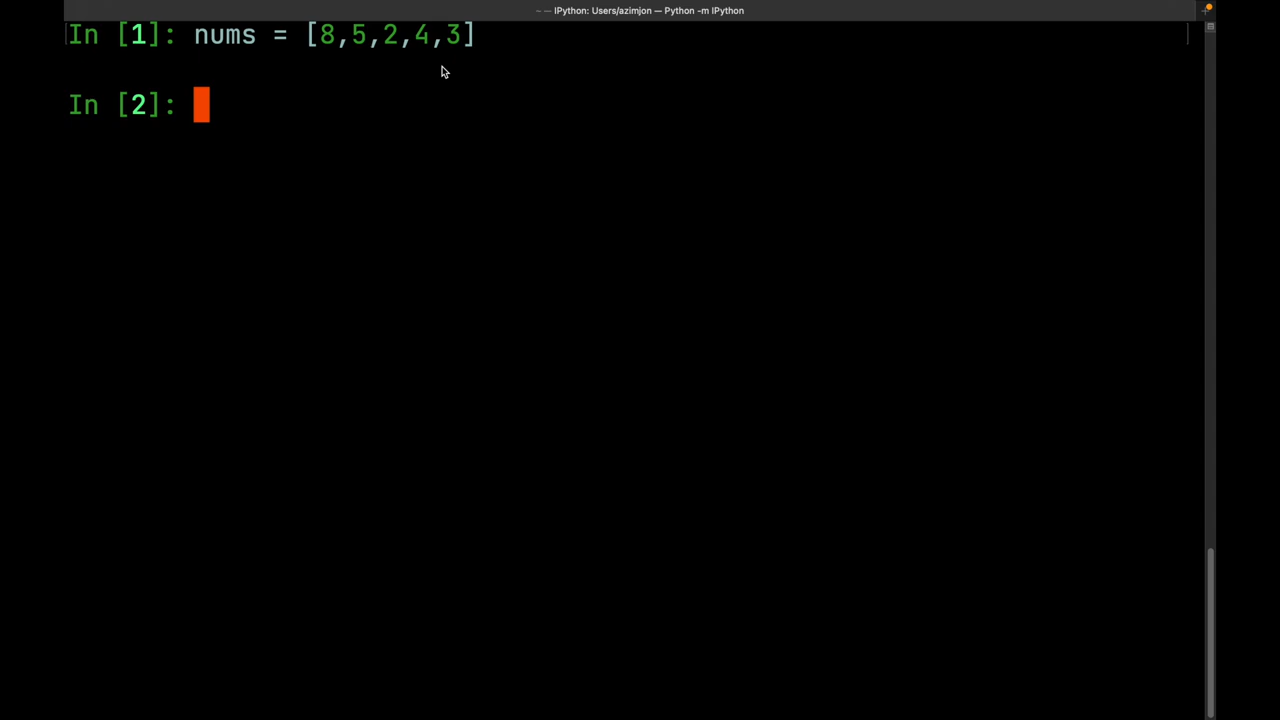 ~ — IPython: Users/azimjon — Python -m IPython
In [1]: nums = [8,5,2,4,3]
In [2]: